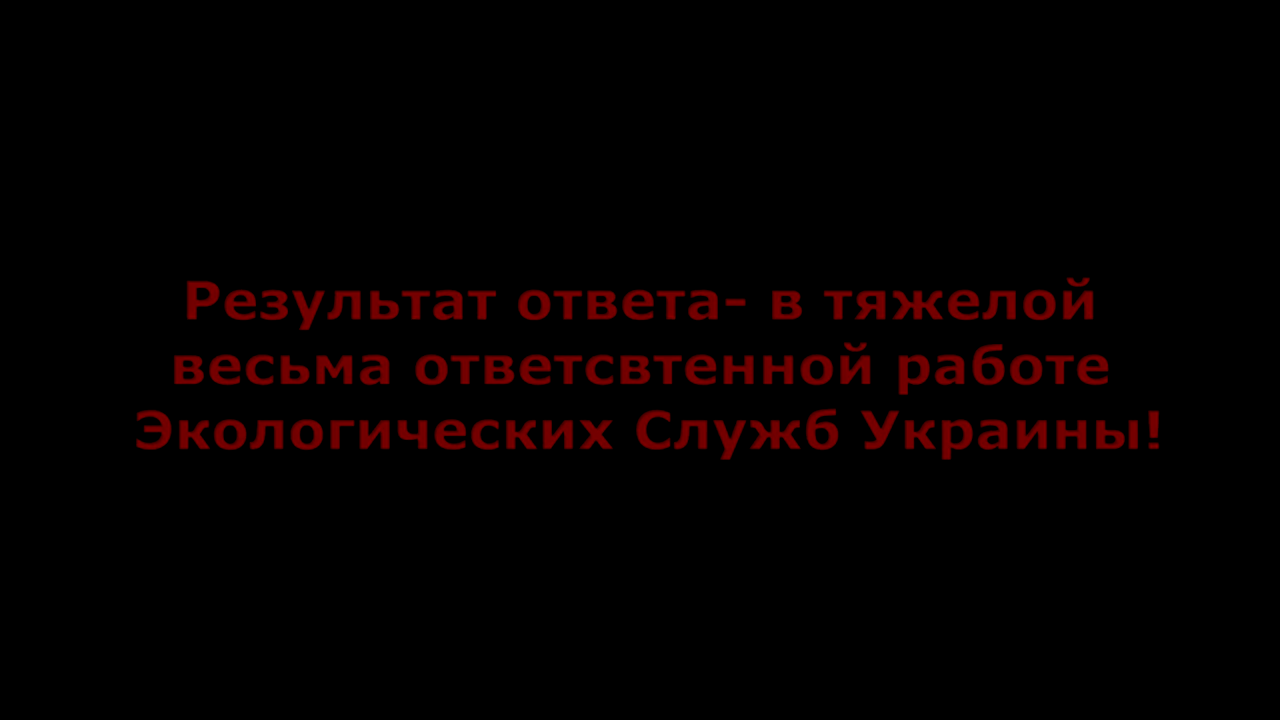 Результат ответа- в тяжелой
весьма ответсвтенной работе
Экологических Служб Украины!